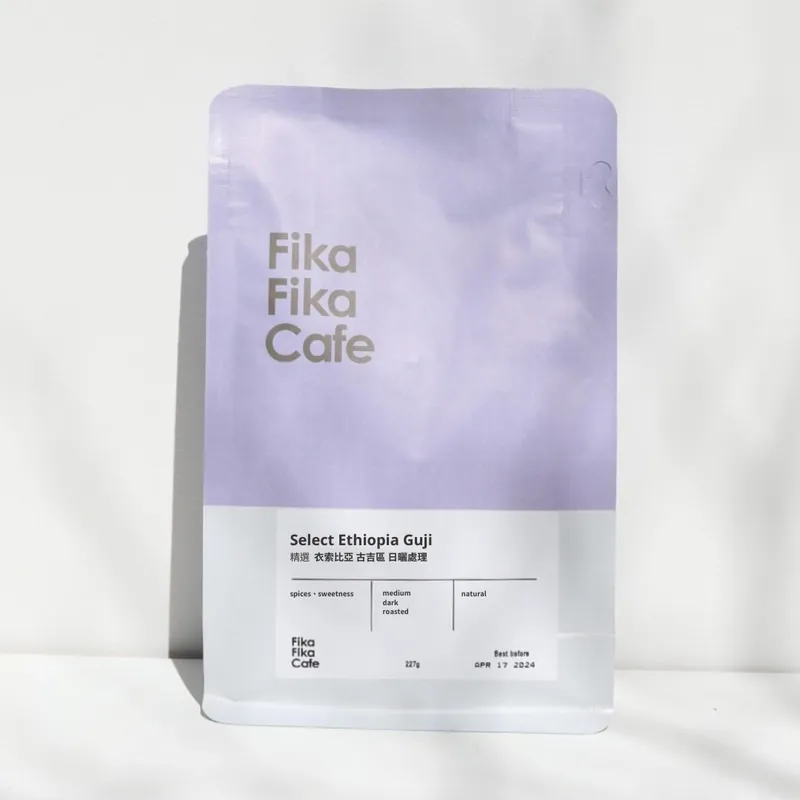 Fika
Fika
Cafe
Select Ethiopia Guji
精選 衣索比亞 古吉區 日曬處理
spices、sweetness
medium
dark
roasted
natural
Fika
Fika
Cafe
227g
Best before
APR 17 2024